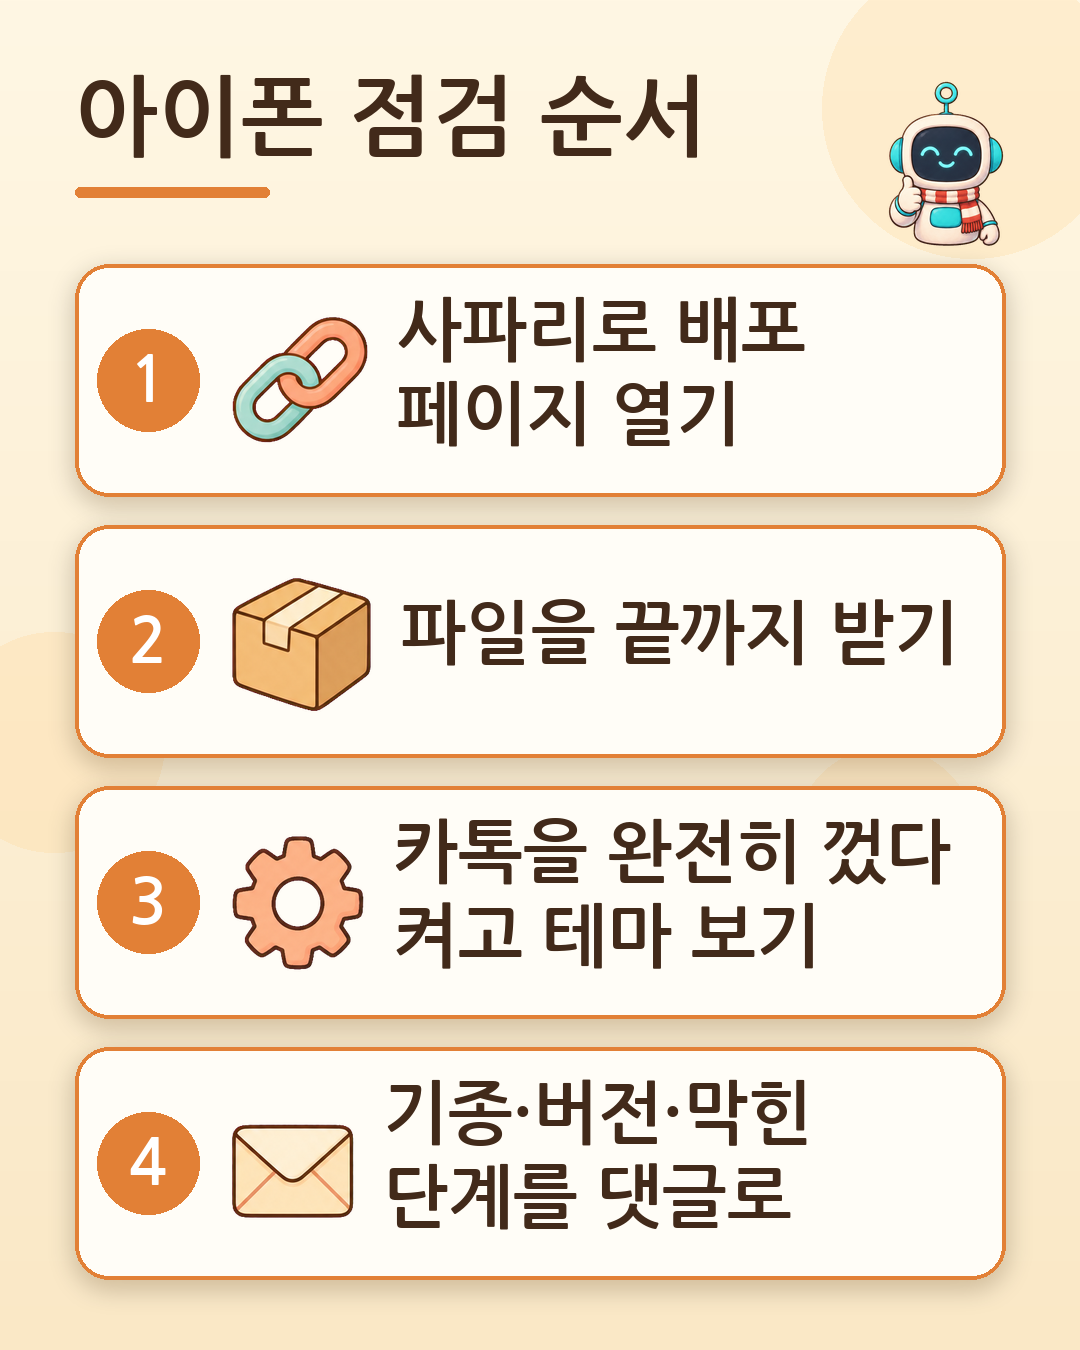 아이폰 점검 순서
1
사파리로 배포
페이지 열기
2
파일을 끝까지 받기
3
카톡을 완전히 껐다
켜고 테마 보기
4
기종·버전·막힌
단계를 댓글로